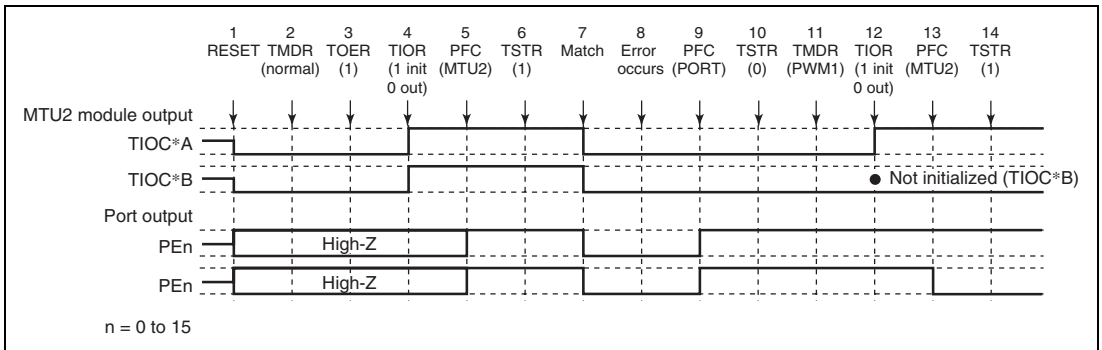 1 2 3 4 5 6 7 8 9 10 11 12 13 14
RESET TMDR TOER TIOR PFC TSTR Match Error PFC TSTR TMDR TIOR PFC TSTR
(normal) (1) (1 init (MTU2) (1) occurs (PORT) (0) (PWM1) (1 init (MTU2) (1)
0 out) 0 out)
MTU2 module output
TIOC*A
TIOC*B
Not initialized (TIOC*B)
Port output
PEn
High-Z
PEn
High-Z
n = 0 to 15